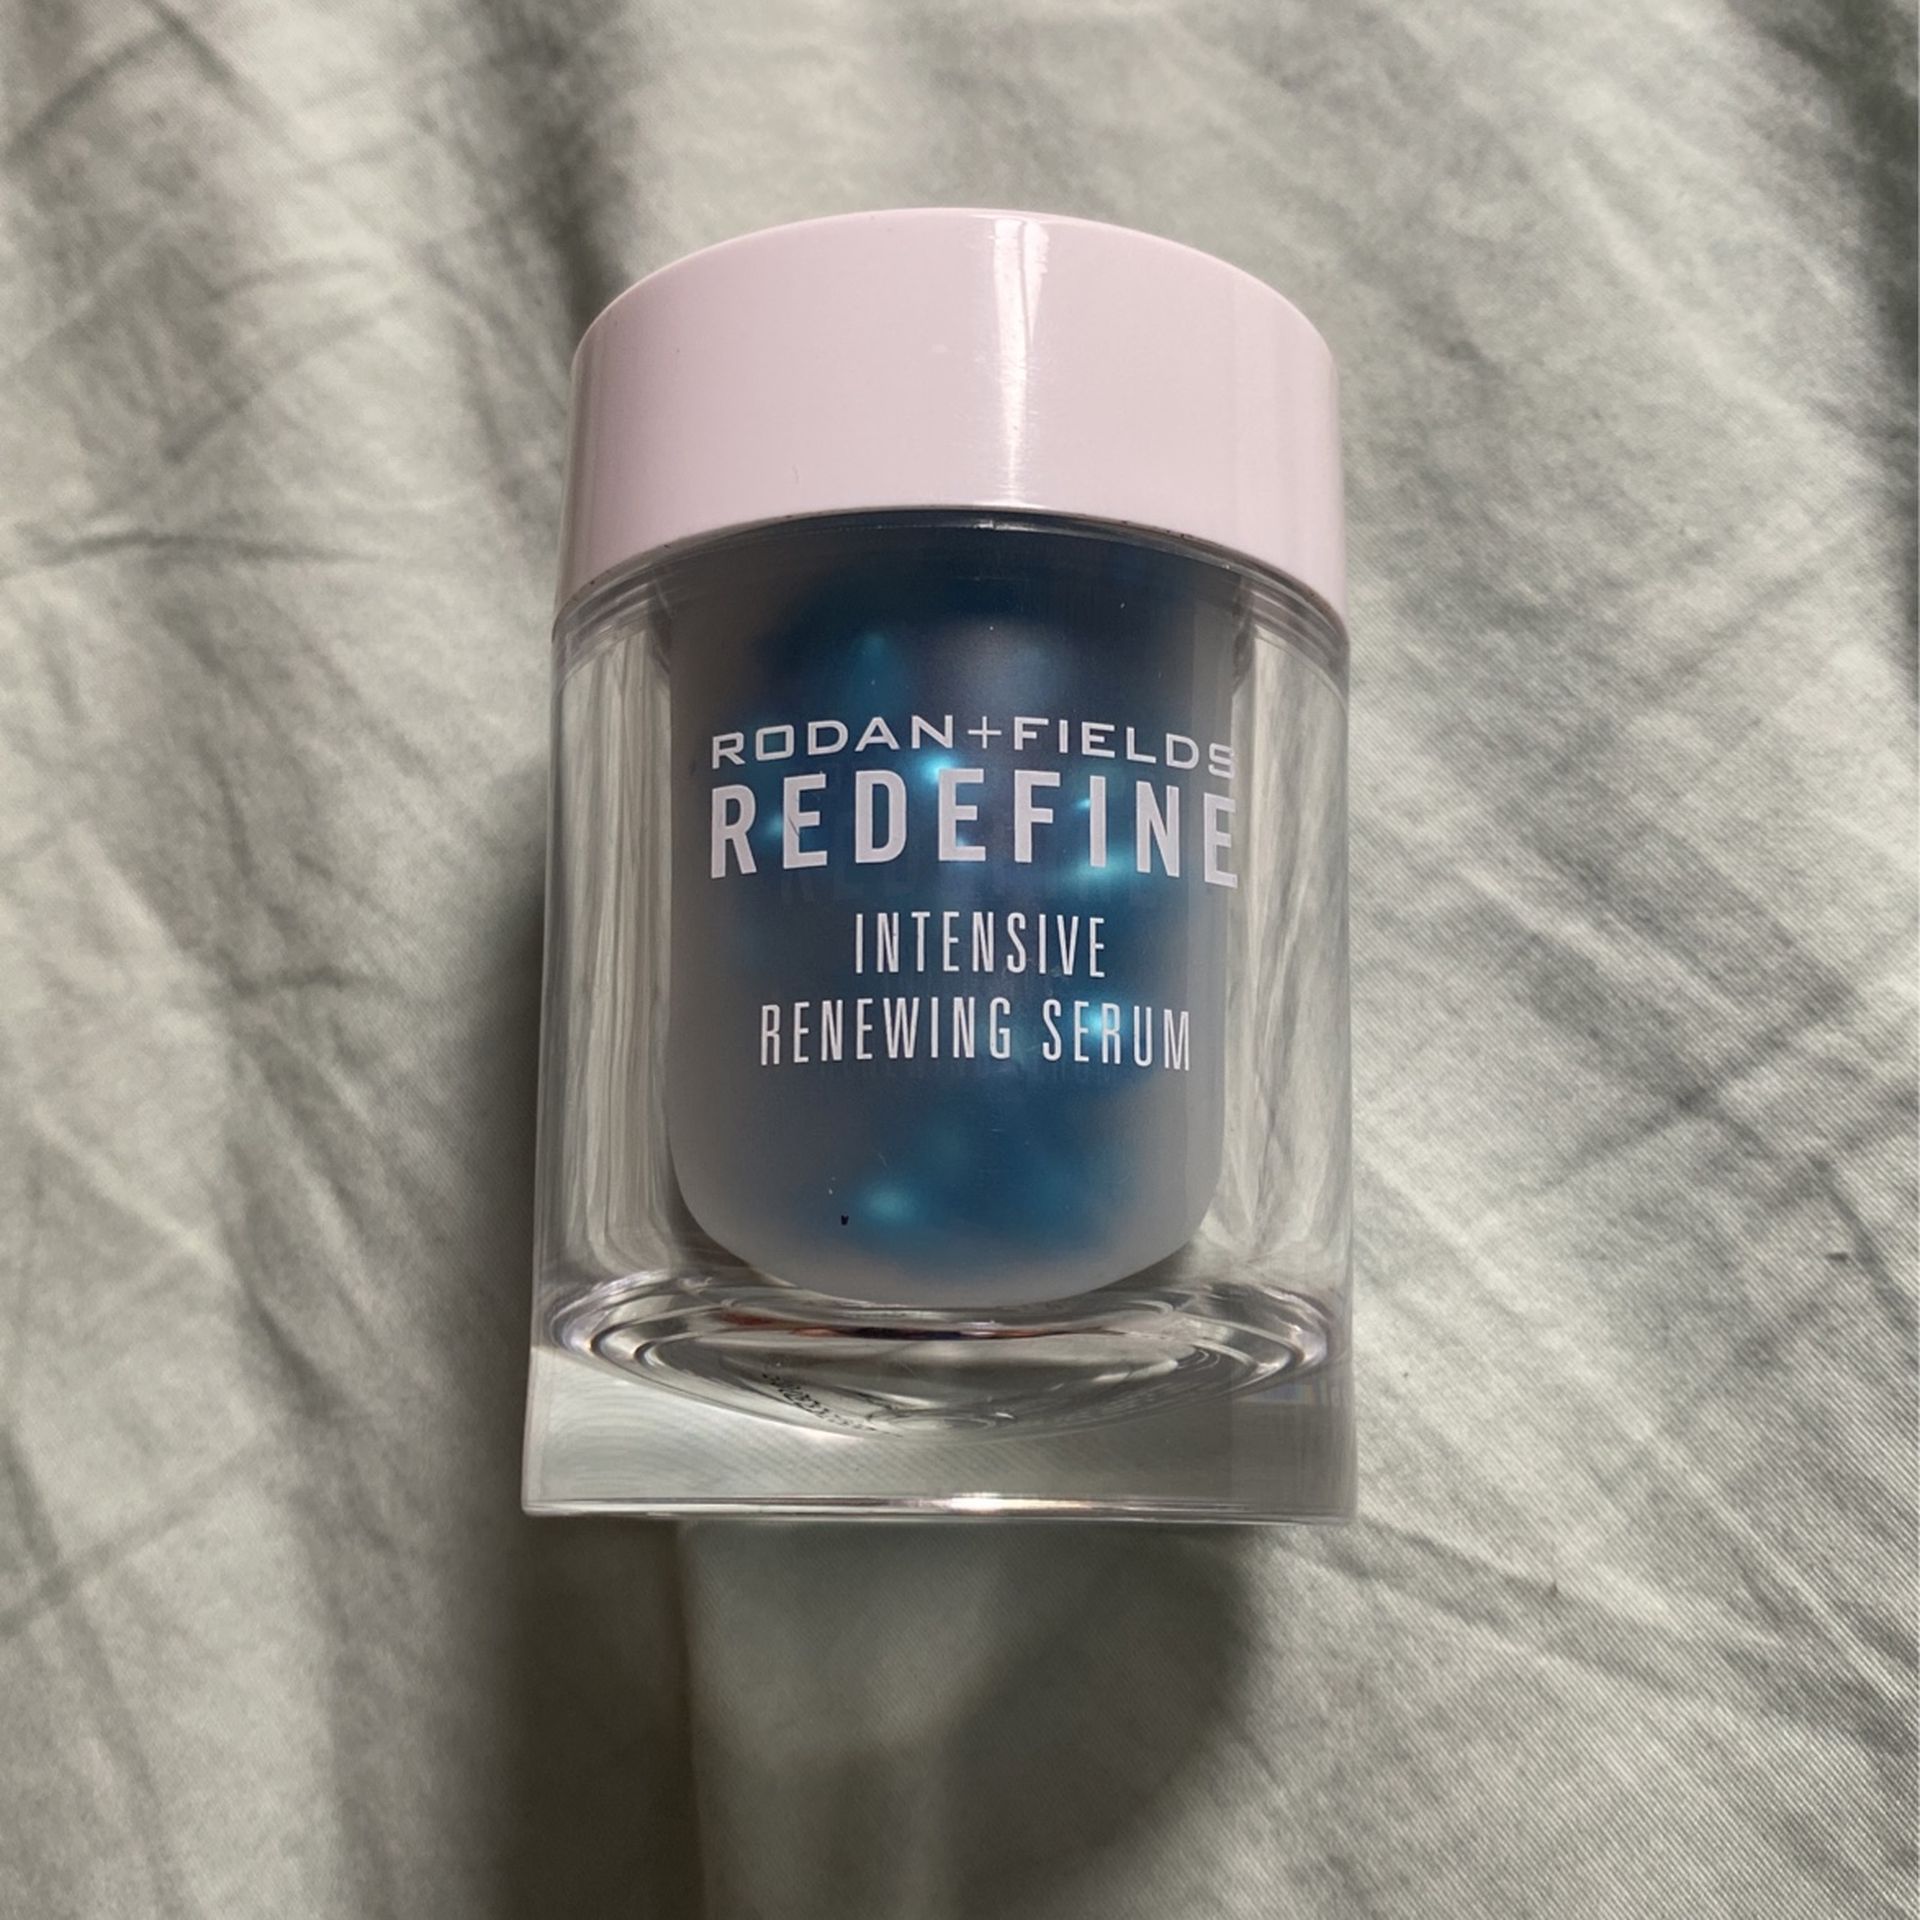 RODAN+FIELDS
REDEFINE
INTENSIVE
RENEWING SERUM